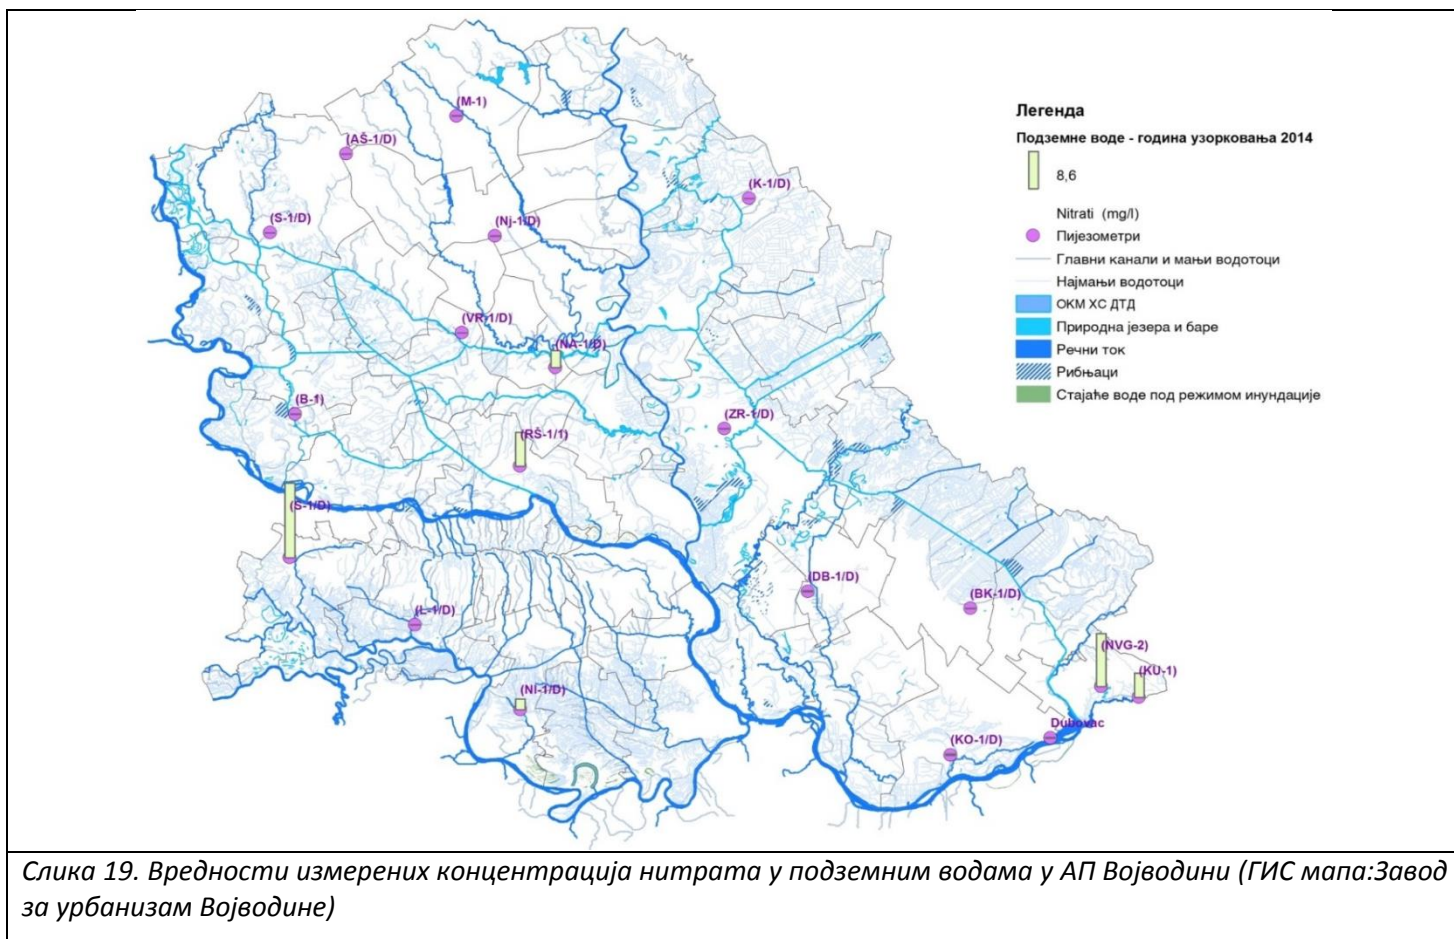 (M-1)
(AŠ-1/D)
(K-1/D)
(S-1/D)
(Nj-1/D)
(VR-1/D)
(NA-1/D)
(B-1)
(ZR-1/D)
(RŠ-1/1)
(S-1/D)
(DB-1/D)
(BK-1/D)
(L-1/D)
(NVG-2)
(KU-1)
(NI-1/D)
Dubovac
(KO-1/D)
Легенда
Подземне воде - година узорковања 2014
8,6
Nitrati (mg/l)
Пијезометри
Главни канали и мањи водотоци
Најмањи водотоци
ОКМ ХС ДТД
Природна језера и баре
Речни ток
Рибњаци
Стајаће воде под режимом инундације
Слика 19. Вредности измерених концентрација нитрата у подземним водама у АП Војводини (ГИС мапа:Завод
за урбанизам Војводине)